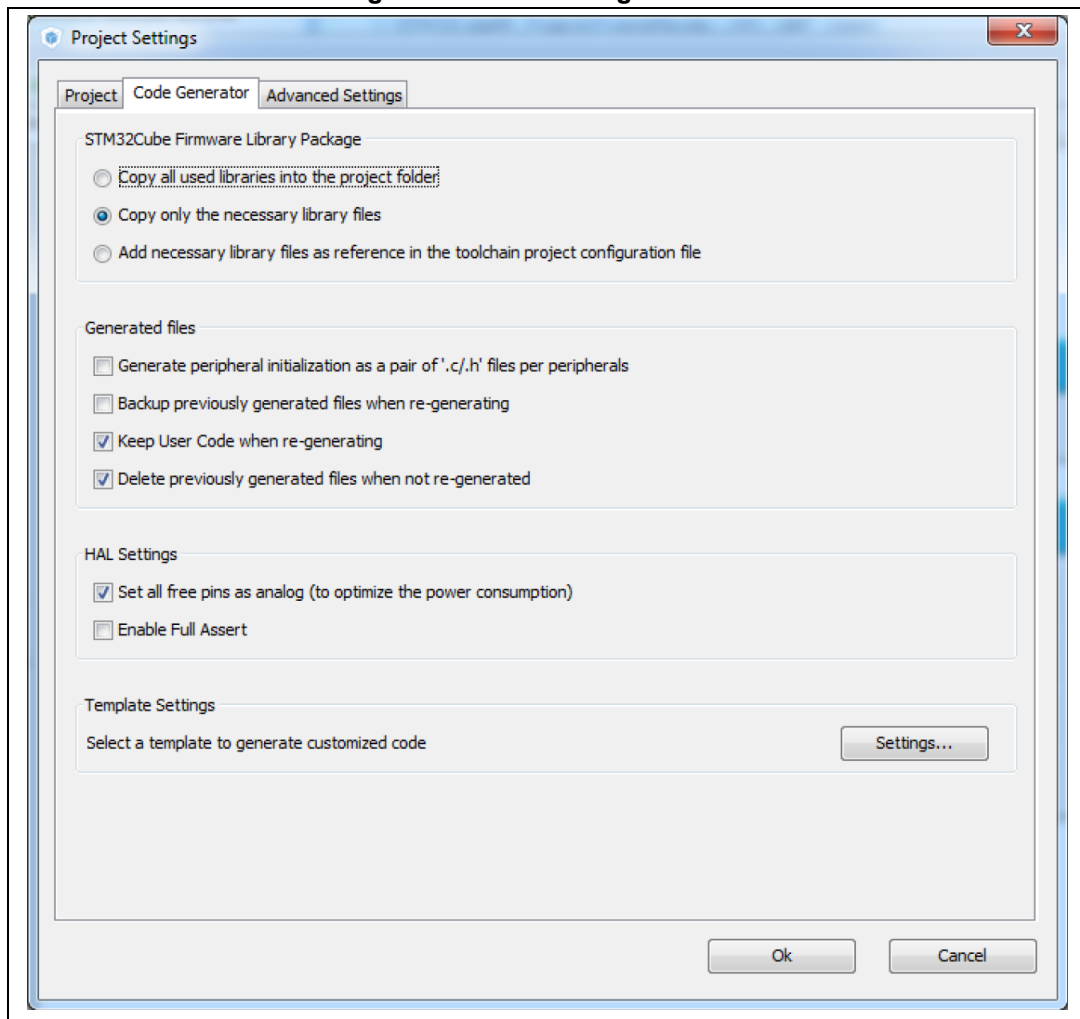 Project Settings
Project Code Generator Advanced Settings
STM32Cube Firmware Library Package
Copy all used libraries into the project folder
Copy only the necessary library files
Add necessary library files as reference in the toolchain project configuration file
Generated files
Generate peripheral initialization as a pair of '.c/.h' files per peripherals
Backup previously generated files when re-generating
Keep User Code when re-generating
Delete previously generated files when not re-generated
HAL Settings
Set all free pins as analog (to optimize the power consumption)
Enable Full Assert
Template Settings
Select a template to generate customized code Settings...
Ok Cancel